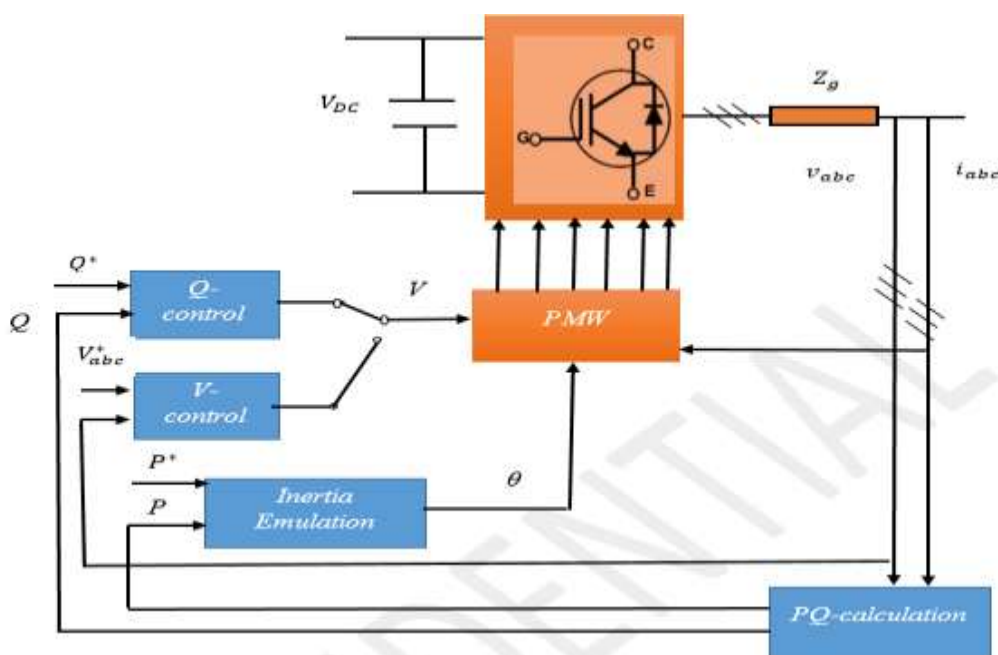 C
G
E
V_DC
Z_g
v_abc
i_abc
Q*
Q-
control
V
PMW
Q
V*_abc
V-
control
P*
P
Inertia
Emulation
θ
PQ-calculation
CONFIDENTIAL